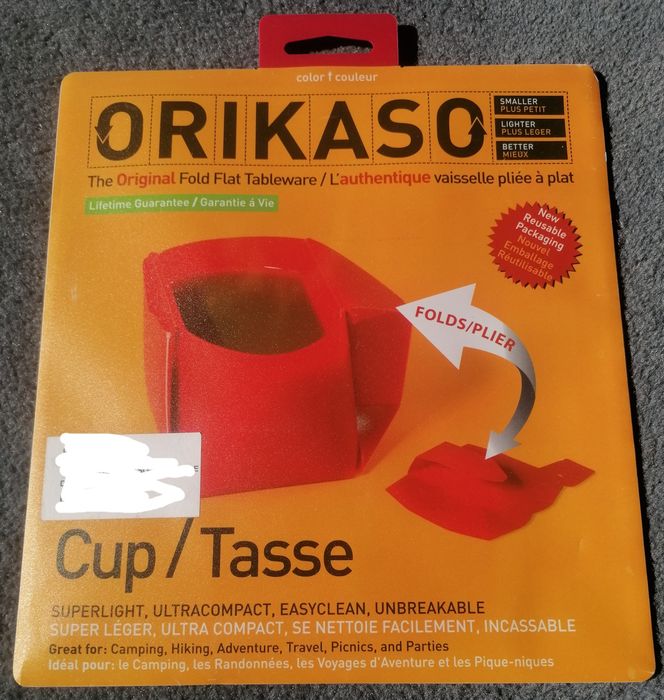 color couleur
ORIKASO
SMALLER
PLUS PETIT
LIGHTER
PLUS LEGER
BETTER
MIEUX
The Original Fold Flat Tableware / L'authentique vaisselle pliée à plat
Lifetime Guarantee / Garantie á Vie
New
Reusable
Packaging
Nouvel
Emballage
Réutilisable
FOLDS/PLIER
Cup / Tasse
SUPERLIGHT, ULTRACOMPACT, EASYCLEAN, UNBREAKABLE
SUPER LÉGER, ULTRA COMPACT, SE NETTOIE FACILEMENT, INCASSABLE
Great for: Camping, Hiking, Adventure, Travel, Picnics, and Parties
Idéal pour: le Camping, les Randonnées, les Voyages d'Aventure et les Pique-niques